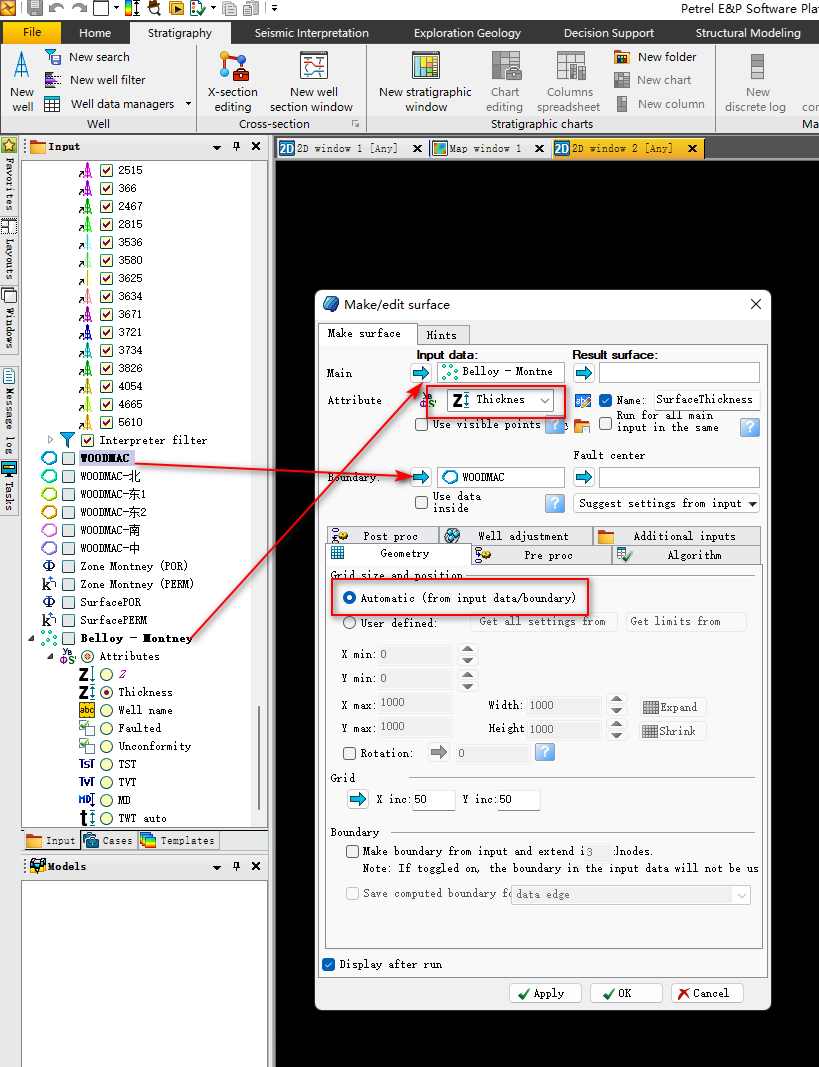 Petrel E&P Software Pla
File Home Stratigraphy Seismic Interpretation Exploration Geology Decision Support Structural Modeling
New well
New search
New well filter
Well data managers
Well
X-section editing
New well section window
Cross-section
New stratigraphic window
Chart editing
Columns spreadsheet
New folder
New chart
New column
Stratigraphic charts
New discrete log
Ma
Favorites
Layouts
Windows
Message log
Tasks
Input
2515
366
2467
2815
3536
3580
3625
3634
3671
3721
3734
3826
4054
4665
5610
Interpreter filter
WOODMAC
WOODMAC-北
WOODMAC-东1
WOODMAC-东2
WOODMAC-南
WOODMAC-中
Zone Montney (POR)
Zone Montney (PERM)
SurfacePOR
SurfacePERM
Belloy - Montney
Attributes
Z
Thickness
Well name
Faulted
Unconformity
TST TST
TVT TVT
MD MD
TWT auto
Input Cases Templates
Models
2D 2D window 1 [Any]
Map window 1
2D 2D window 2 [Any]
Make/edit surface
Make surface Hints
Input data: Result surface:
Main Belloy - Montne
Attribute Thicknes Name: SurfaceThickness
Use visible points
Run for all main input in the same
Fault center
Boundary: WOODMAC
Use data inside
Suggest settings from input
Post proc Well adjustment Additional inputs
Geometry Pre proc Algorithm
Grid size and position
Automatic (from input data/boundary)
User defined: Get all settings from Get limits from
X min: 0
Y min: 0
X max: 1000 Width: 1000 Expand
Y max: 1000 Height 1000 Shrink
Rotation: 0
Grid
X inc: 50 Y inc: 50
Boundary
Make boundary from input and extend i 3 nodes.
Note: If toggled on, the boundary in the input data will not be us
Save computed boundary fo data edge
Display after run
Apply OK Cancel